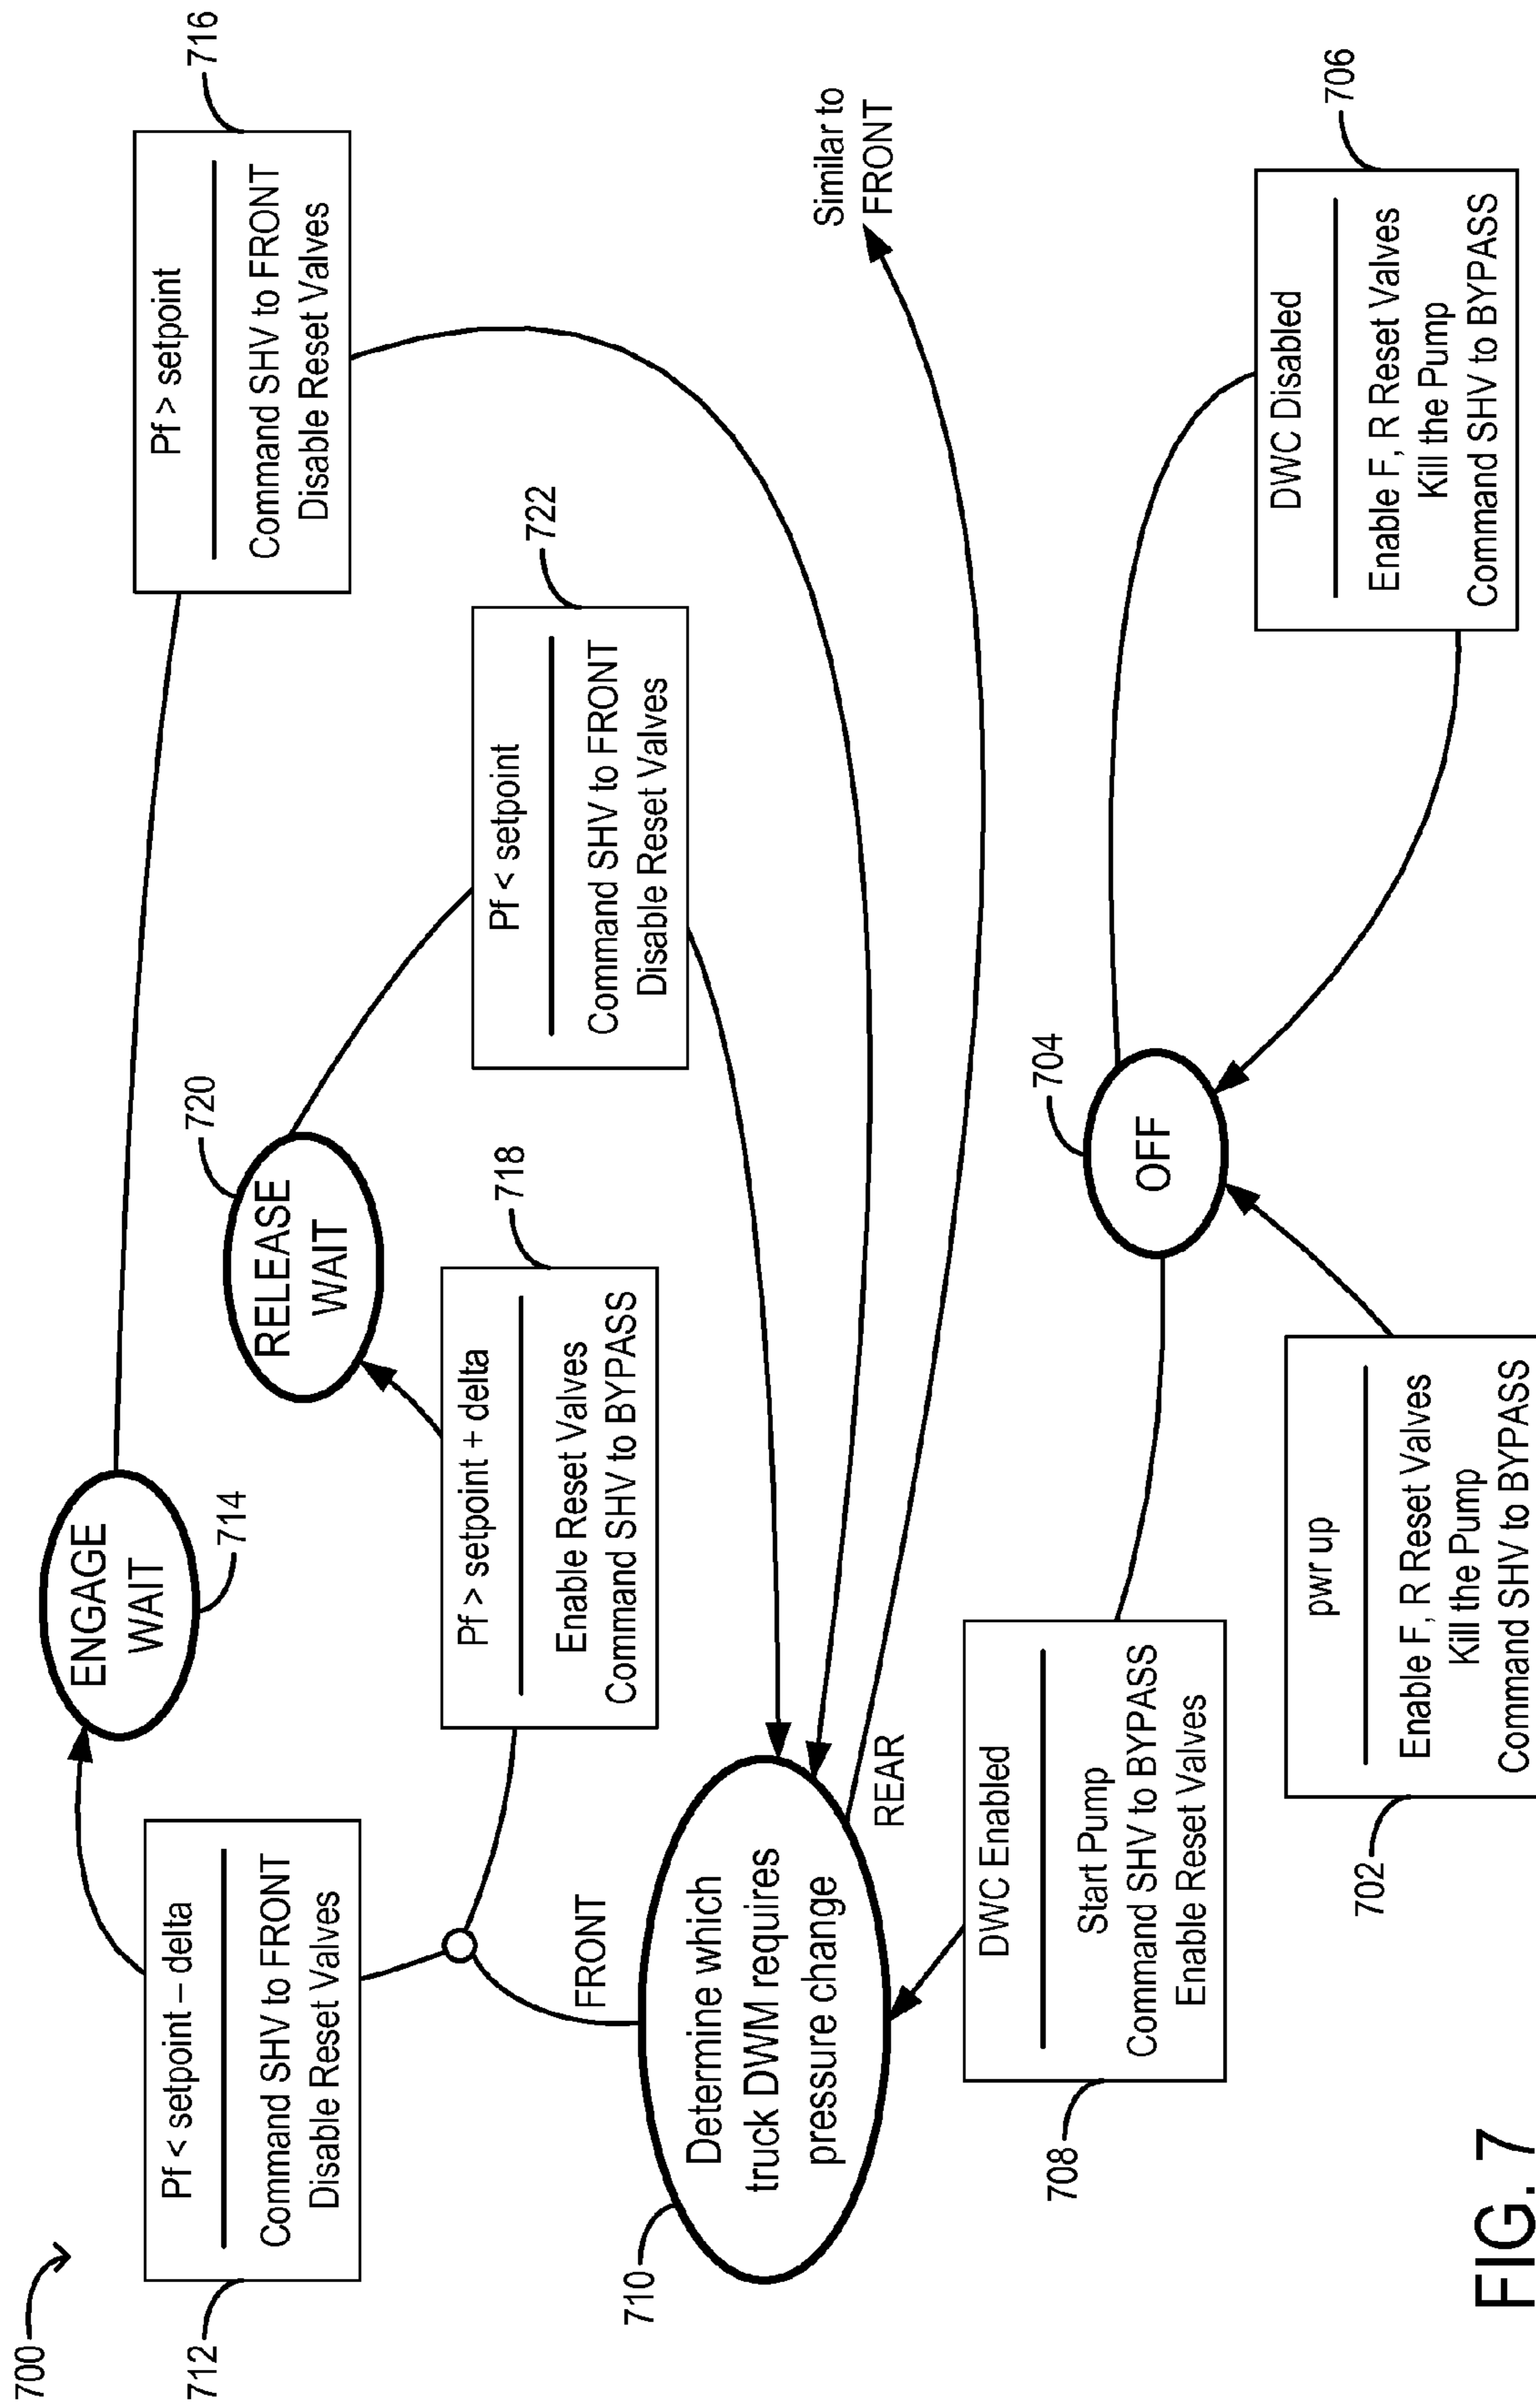 700
712
Pf < setpoint – delta
Command SHV to FRONT
Disable Reset Valves
ENGAGE
WAIT
714
Pf > setpoint
Command SHV to FRONT
Disable Reset Valves
716
FRONT
Pf > setpoint + delta
Enable Reset Valves
Command SHV to BYPASS
718
RELEASE
WAIT
720
Pf < setpoint
Command SHV to FRONT
Disable Reset Valves
722
710
Determine which
truck DWM requires
pressure change
REAR
Similar to
FRONT
708
DWC Enabled
Start Pump
Command SHV to BYPASS
Enable Reset Valves
OFF
704
DWC Disabled
Enable F, R Reset Valves
Kill the Pump
Command SHV to BYPASS
706
702
pwr up
Enable F, R Reset Valves
Kill the Pump
Command SHV to BYPASS
FIG. 7